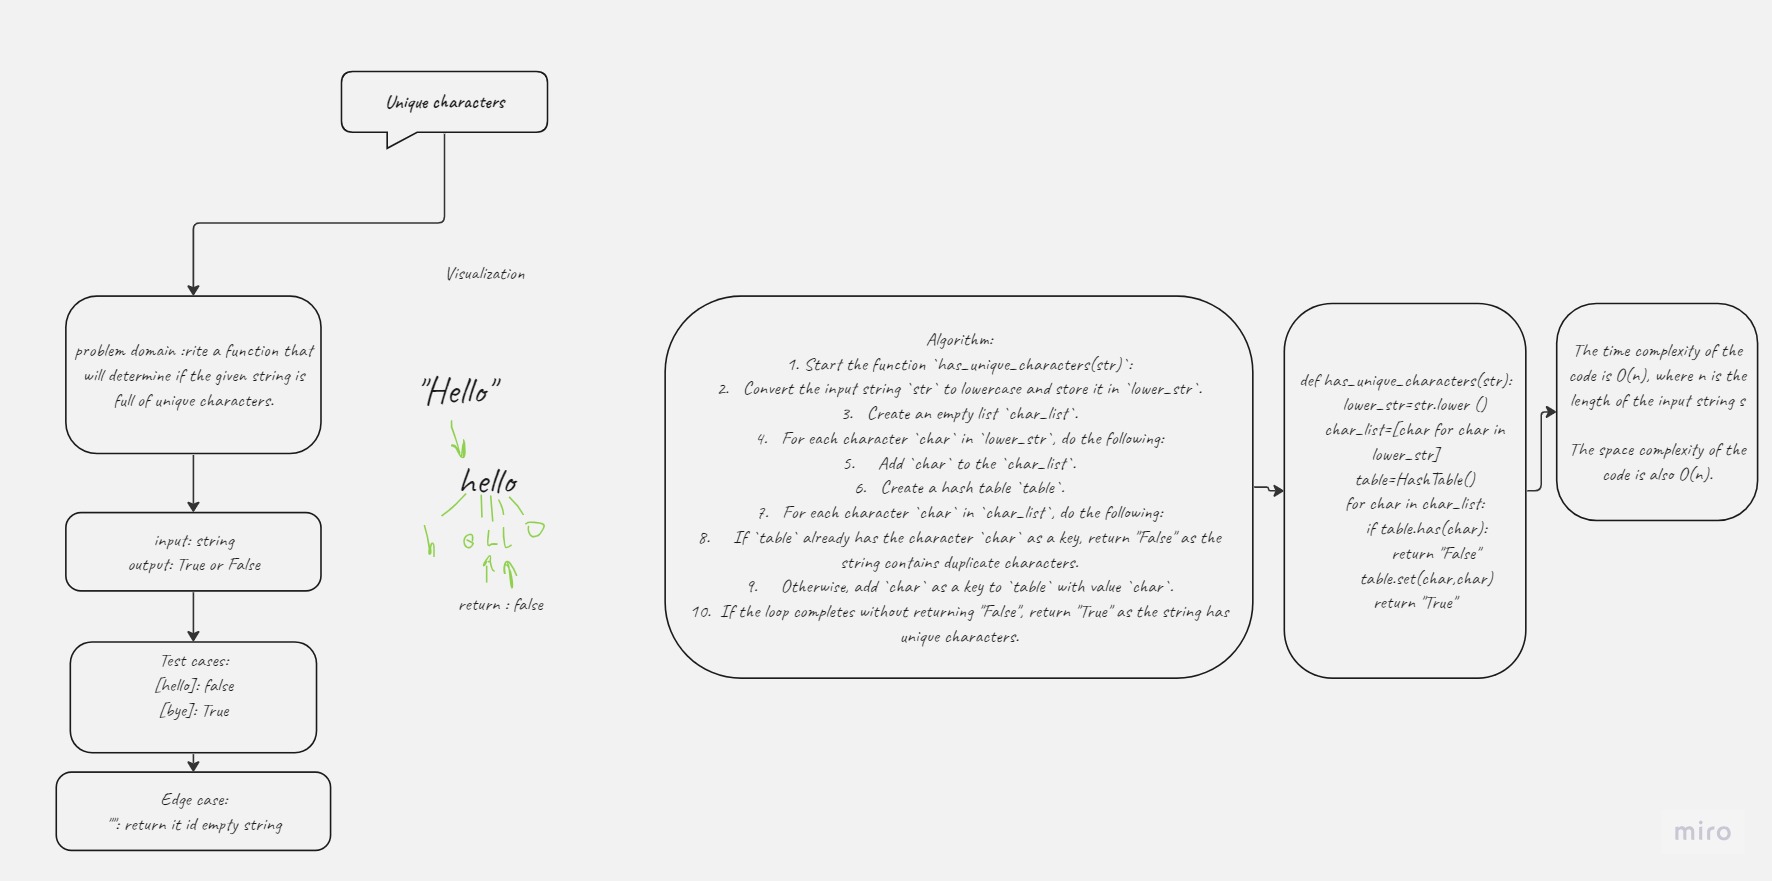 Unique characters
problem domain :rite a function that
will determine if the given string is
full of unique characters.
input: string
output: True or False
Test cases:
[hello]: false
[bye]: True
Edge case:
"": return it id empty string
Visualization
"Hello"
hello
h e L L O
return : false
Algorithm:
1. Start the function `has_unique_characters(str)`:
2. Convert the input string `str` to lowercase and store it in `lower_str`.
3. Create an empty list `char_list`.
4. For each character `char` in `lower_str`, do the following:
5. Add `char` to the `char_list`.
6. Create a hash table `table`.
7. For each character `char` in `char_list`, do the following:
8. If `table` already has the character `char` as a key, return "False" as the
string contains duplicate characters.
9. Otherwise, add `char` as a key to `table` with value `char`.
10. If the loop completes without returning "False", return "True" as the string has
unique characters.
def has_unique_characters(str):
lower_str=str.lower ()
char_list=[char for char in
lower_str]
table=HashTable()
for char in char_list:
if table.has(char):
return "False"
table.set(char,char)
return "True"
The time complexity of the
code is O(n), where n is the
length of the input string s
The space complexity of the
code is also O(n).
miro